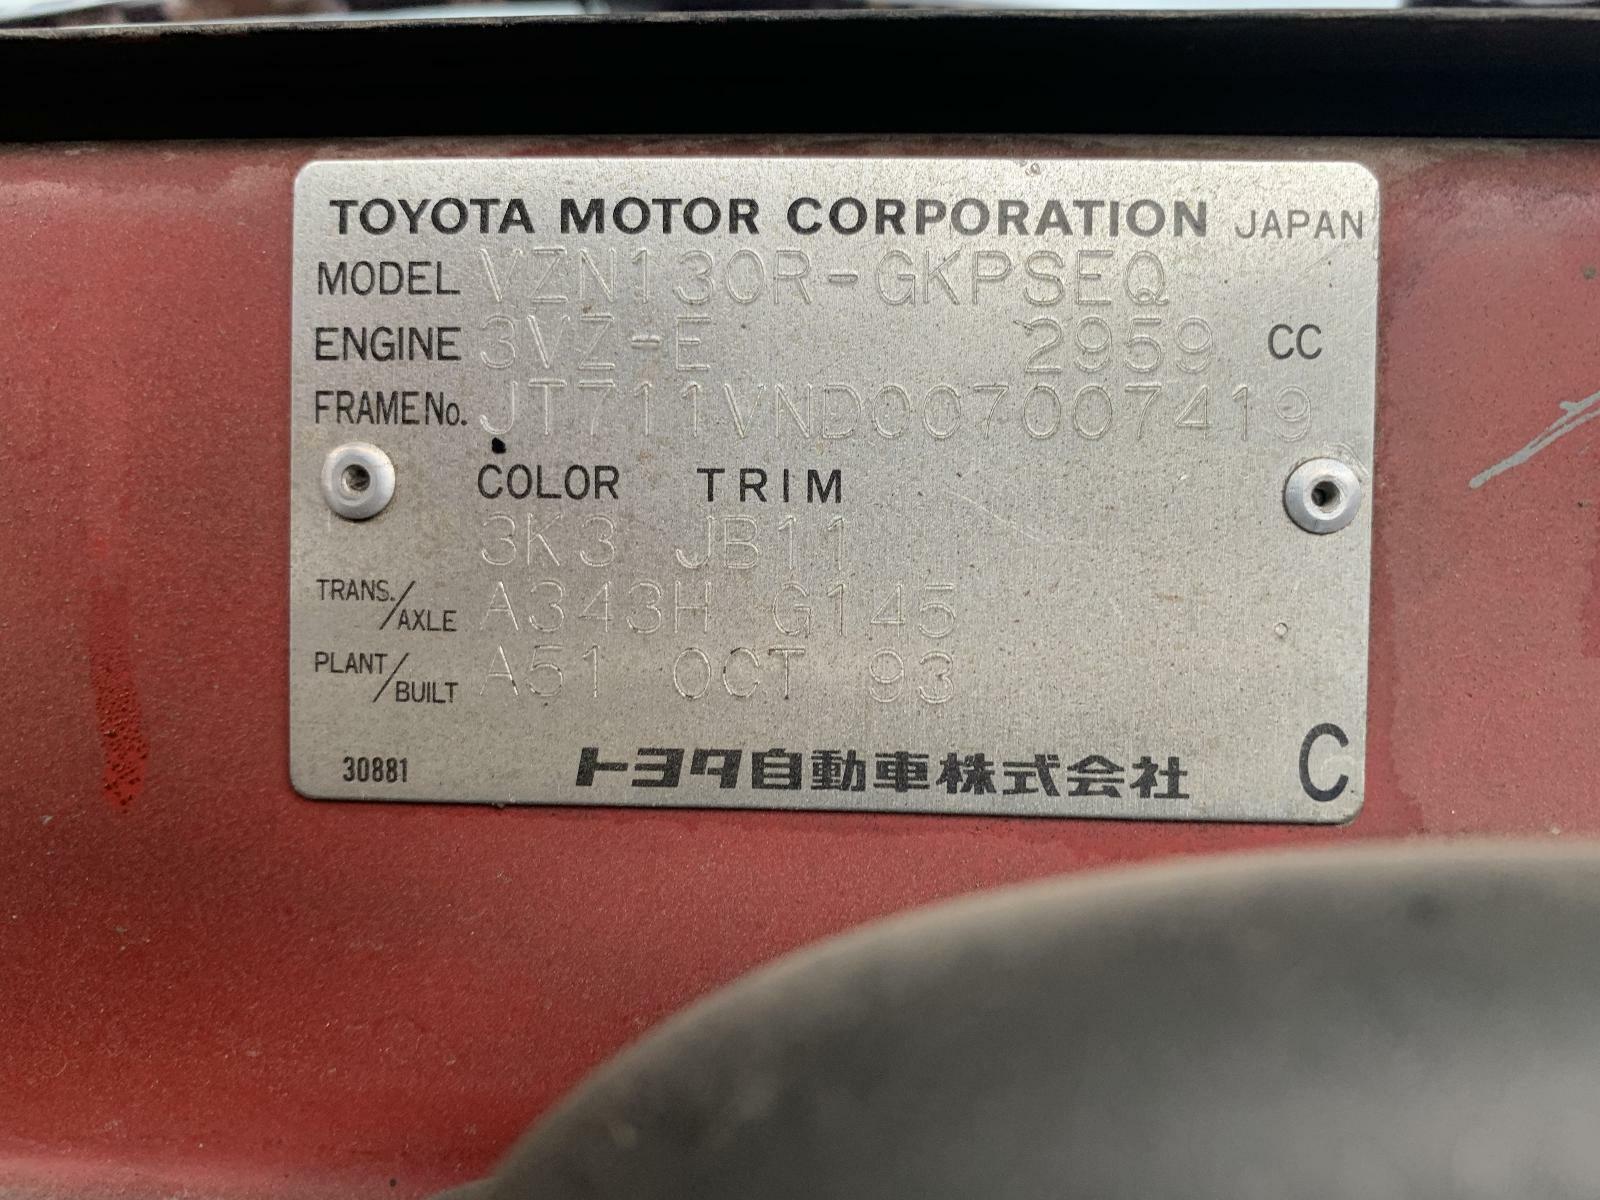 TOYOTA MOTOR CORPORATION JAPAN
MODEL VZN130R-GKPSEQ
ENGINE 3VZ-E 2959 CC
FRAME No. JT711VND007007419
COLOR TRIM
3K3 JB11
TRANS./AXLE A343H G145
PLANT/BUILT A51 OCT 93
30881 トヨタ自動車株式会社 C